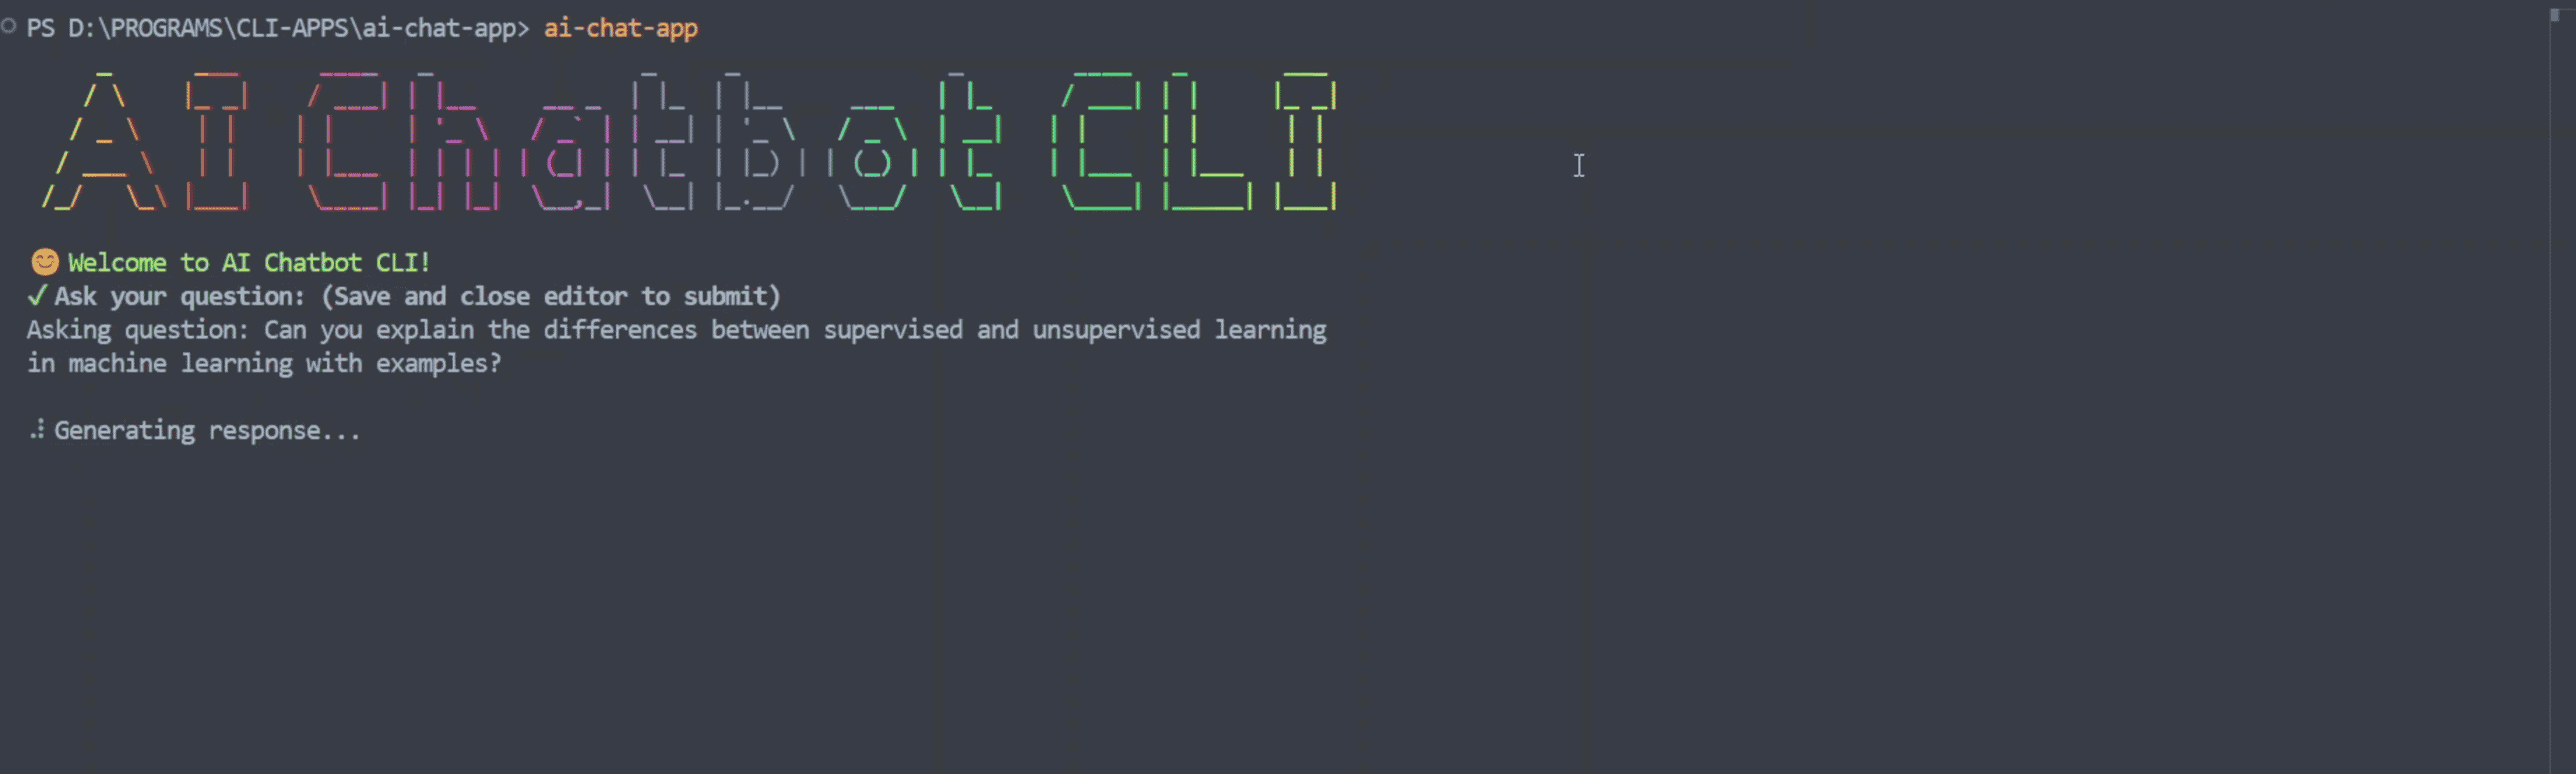 PS D:\PROGRAMS\CLI-APPS\ai-chat-app> ai-chat-app
AI Chatbot CLI
😊 Welcome to AI Chatbot CLI!
✓ Ask your question: (Save and close editor to submit)
Asking question: Can you explain the differences between supervised and unsupervised learning
in machine learning with examples?
Generating response...